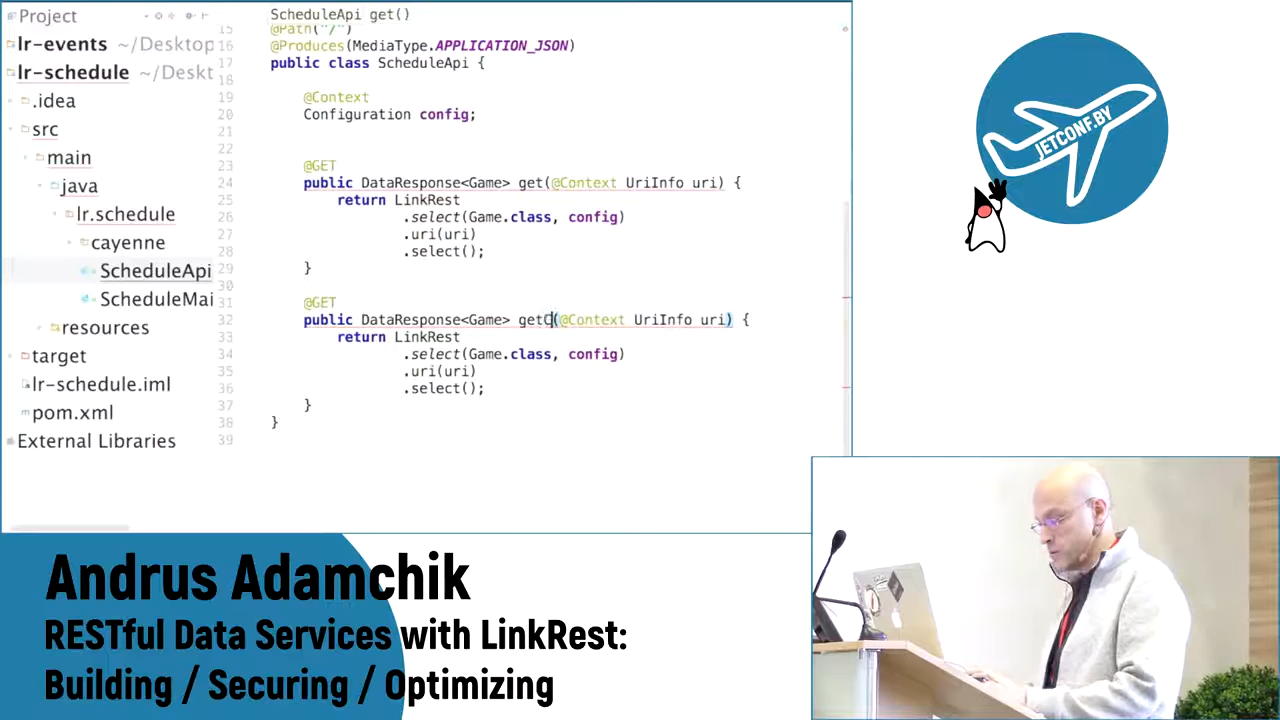 Project
lr-events ~/Desktop
lr-schedule ~/Deskt
.idea
src
main
java
lr.schedule
cayenne
ScheduleApi
ScheduleMai
resources
target
lr-schedule.iml
pom.xml
External Libraries
ScheduleApi get()
15 @Path("/")
16 @Produces(MediaType.APPLICATION_JSON)
17 public class ScheduleApi {
18
19 @Context
20 Configuration config;
21
22
23 @GET
24 public DataResponse<Game> get(@Context UriInfo uri) {
25 return LinkRest
26 .select(Game.class, config)
27 .uri(uri)
28 .select();
29 }
30
31 @GET
32 public DataResponse<Game> getC(@Context UriInfo uri) {
33 return LinkRest
34 .select(Game.class, config)
35 .uri(uri)
36 .select();
37 }
38 }
39
JETCONF.BY
Andrus Adamchik
RESTful Data Services with LinkRest:
Building / Securing / Optimizing